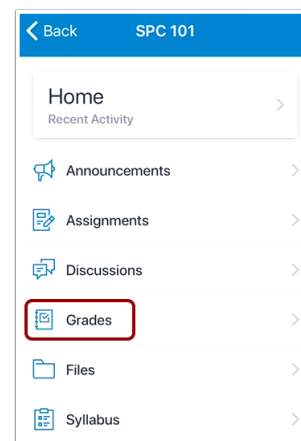 Back SPC 101
Home
Recent Activity
Announcements
Assignments
Discussions
Grades
Files
Syllabus